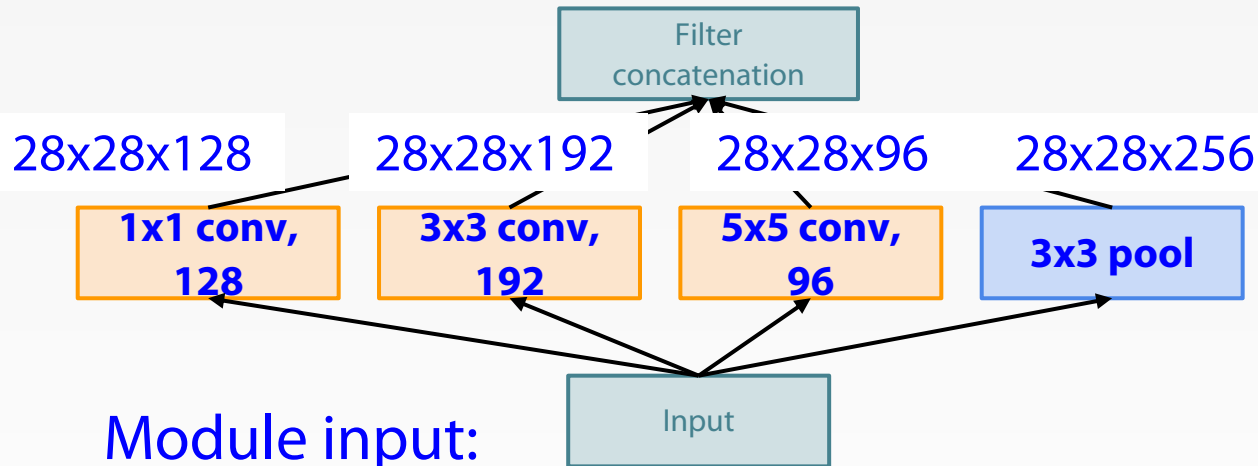 Filter
concatenation
28x28x128 28x28x192 28x28x96 28x28x256
1x1 conv,
128
3x3 conv,
192
5x5 conv,
96
3x3 pool
Input
Module input: